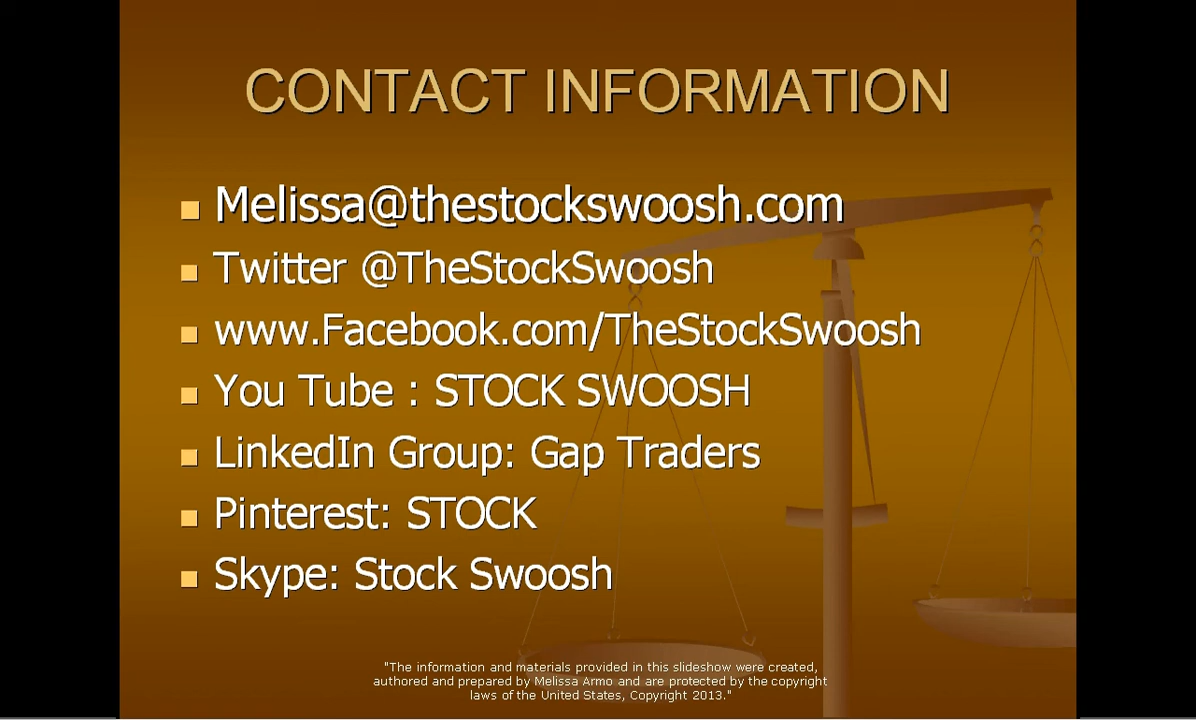 CONTACT INFORMATION
Melissa@thestockswoosh.com
Twitter @TheStockSwoosh
www.Facebook.com/TheStockSwoosh
You Tube : STOCK SWOOSH
LinkedIn Group: Gap Traders
Pinterest: STOCK
Skype: Stock Swoosh
"The information and materials provided in this slideshow were created,
authored and prepared by Melissa Armo and are protected by the copyright
laws of the United States, Copyright 2013."